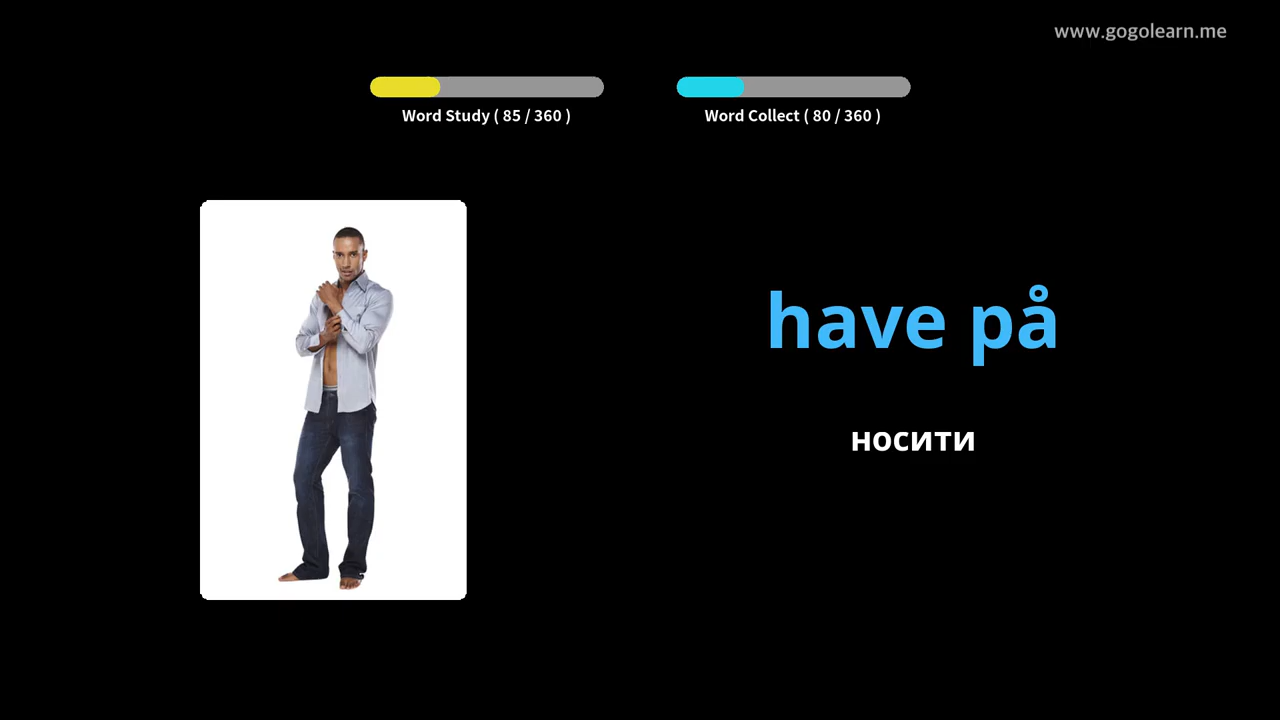 www.gogolearn.me
Word Study ( 85 / 360 )
Word Collect ( 80 / 360 )
have på
носити